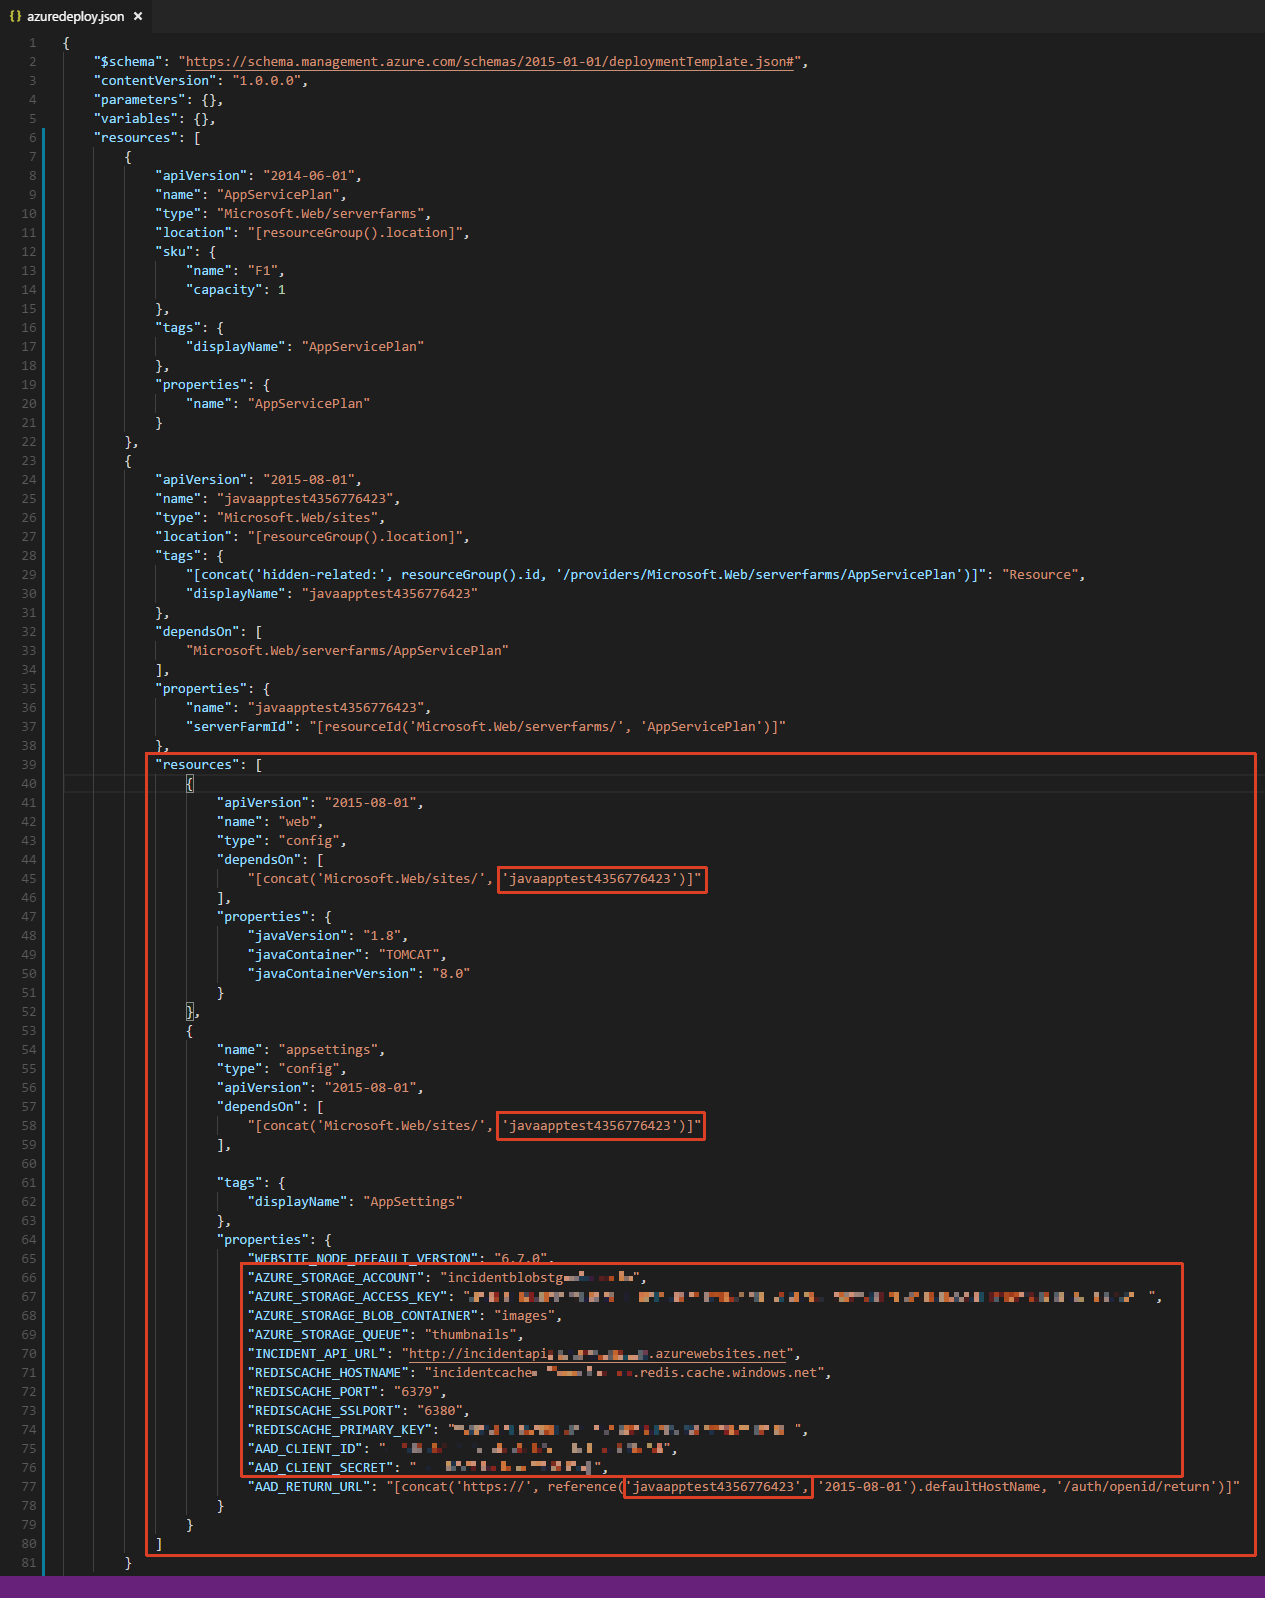 azuredeploy.json
1 {
2 "$schema": "https://schema.management.azure.com/schemas/2015-01-01/deploymentTemplate.json#",
3 "contentVersion": "1.0.0.0",
4 "parameters": {},
5 "variables": {},
6 "resources": [
7 {
8 "apiVersion": "2014-06-01",
9 "name": "AppServicePlan",
10 "type": "Microsoft.Web/serverfarms",
11 "location": "[resourceGroup().location]",
12 "sku": {
13 "name": "F1",
14 "capacity": 1
15 },
16 "tags": {
17 "displayName": "AppServicePlan"
18 },
19 "properties": {
20 "name": "AppServicePlan"
21 }
22 },
23 {
24 "apiVersion": "2015-08-01",
25 "name": "javaapptest4356776423",
26 "type": "Microsoft.Web/sites",
27 "location": "[resourceGroup().location]",
28 "tags": {
29 "[concat('hidden-related:', resourceGroup().id, '/providers/Microsoft.Web/serverfarms/AppServicePlan')]": "Resource",
30 "displayName": "javaapptest4356776423"
31 },
32 "dependsOn": [
33 "Microsoft.Web/serverfarms/AppServicePlan"
34 ],
35 "properties": {
36 "name": "javaapptest4356776423",
37 "serverFarmId": "[resourceId('Microsoft.Web/serverfarms/', 'AppServicePlan')]"
38 },
39 "resources": [
40 {
41 "apiVersion": "2015-08-01",
42 "name": "web",
43 "type": "config",
44 "dependsOn": [
45 "[concat('Microsoft.Web/sites/', 'javaapptest4356776423')]"
46 ],
47 "properties": {
48 "javaVersion": "1.8",
49 "javaContainer": "TOMCAT",
50 "javaContainerVersion": "8.0"
51 }
52 },
53 {
54 "name": "appsettings",
55 "type": "config",
56 "apiVersion": "2015-08-01",
57 "dependsOn": [
58 "[concat('Microsoft.Web/sites/', 'javaapptest4356776423')]"
59 ],
60
61 "tags": {
62 "displayName": "AppSettings"
63 },
64 "properties": {
65 "WEBSITE_NODE_DEFAULT_VERSION": "6.7.0",
66 "AZURE_STORAGE_ACCOUNT": "incidentblobstg",
67 "AZURE_STORAGE_ACCESS_KEY": "",
68 "AZURE_STORAGE_BLOB_CONTAINER": "images",
69 "AZURE_STORAGE_QUEUE": "thumbnails",
70 "INCIDENT_API_URL": "http://incidentapi.azurewebsites.net",
71 "REDISCACHE_HOSTNAME": "incidentcache.redis.cache.windows.net",
72 "REDISCACHE_PORT": "6379",
73 "REDISCACHE_SSLPORT": "6380",
74 "REDISCACHE_PRIMARY_KEY": "",
75 "AAD_CLIENT_ID": "",
76 "AAD_CLIENT_SECRET": "",
77 "AAD_RETURN_URL": "[concat('https://', reference('javaapptest4356776423', '2015-08-01').defaultHostName, '/auth/openid/return')]"
78 }
79 }
80 ]
81 }